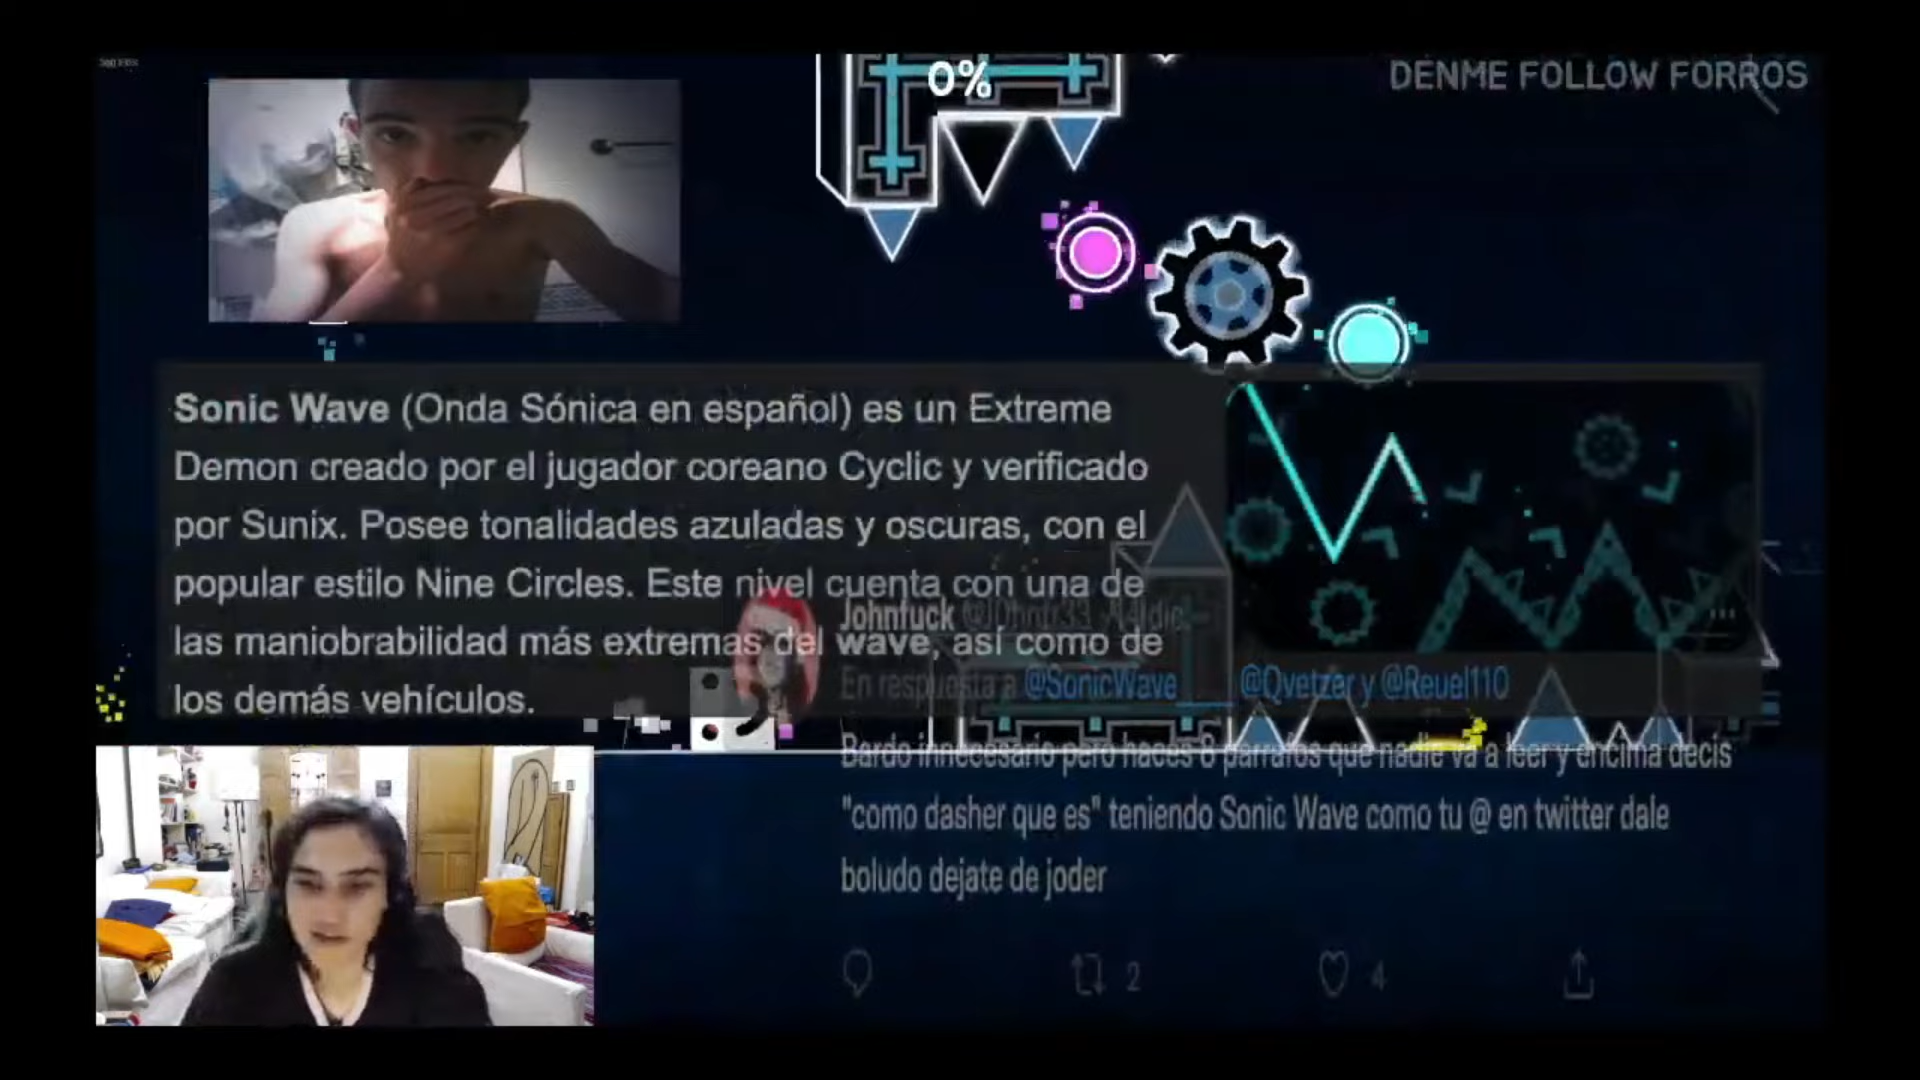 0%
DENME FOLLOW FORROS
Sonic Wave (Onda Sónica en español) es un Extreme
Demon creado por el jugador coreano Cyclic y verificado
por Sunix. Posee tonalidades azuladas y oscuras, con el
popular estilo Nine Circles. Este nivel cuenta con una de
las maniobrabilidad más extremas del wave, así como de
los demás vehículos.
Johnfuck
En respuesta a @SonicWave @Qvetzer y @Reuel110
Bardo innecesario pero haces 8 parrafos que nadie va a leer y encima decis
"como dasher que es" teniendo Sonic Wave como tu @ en twitter dale
boludo dejate de joder
2
4